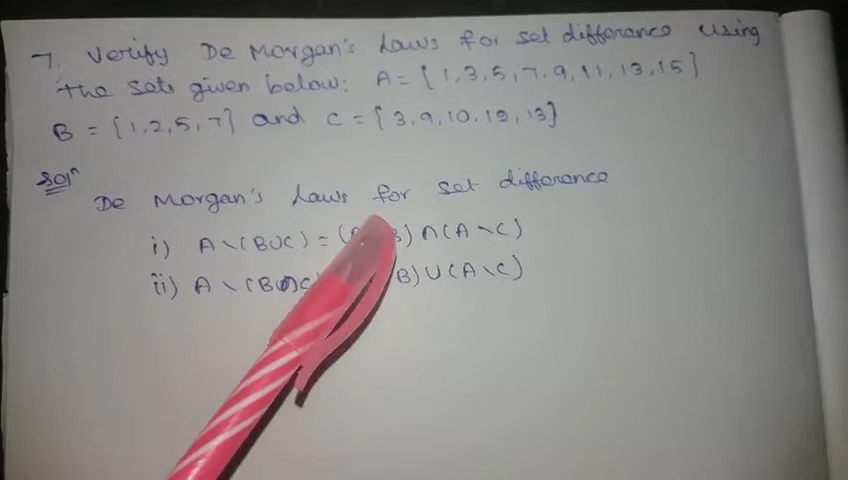 7. Verify De Morgan's Laws for set difference using
the sets given below: A = { 1, 3, 5, 7, 9, 11, 13, 15 }
B = {1, 2, 5, 7} and C = { 3, 9, 10, 12, 13}
Solⁿ
De Morgan's Laws for set difference
i) A \ (B∪C) = (A B) ∩ (A \ C)
ii) A \ (B∩C B) ∪ (A \ C)